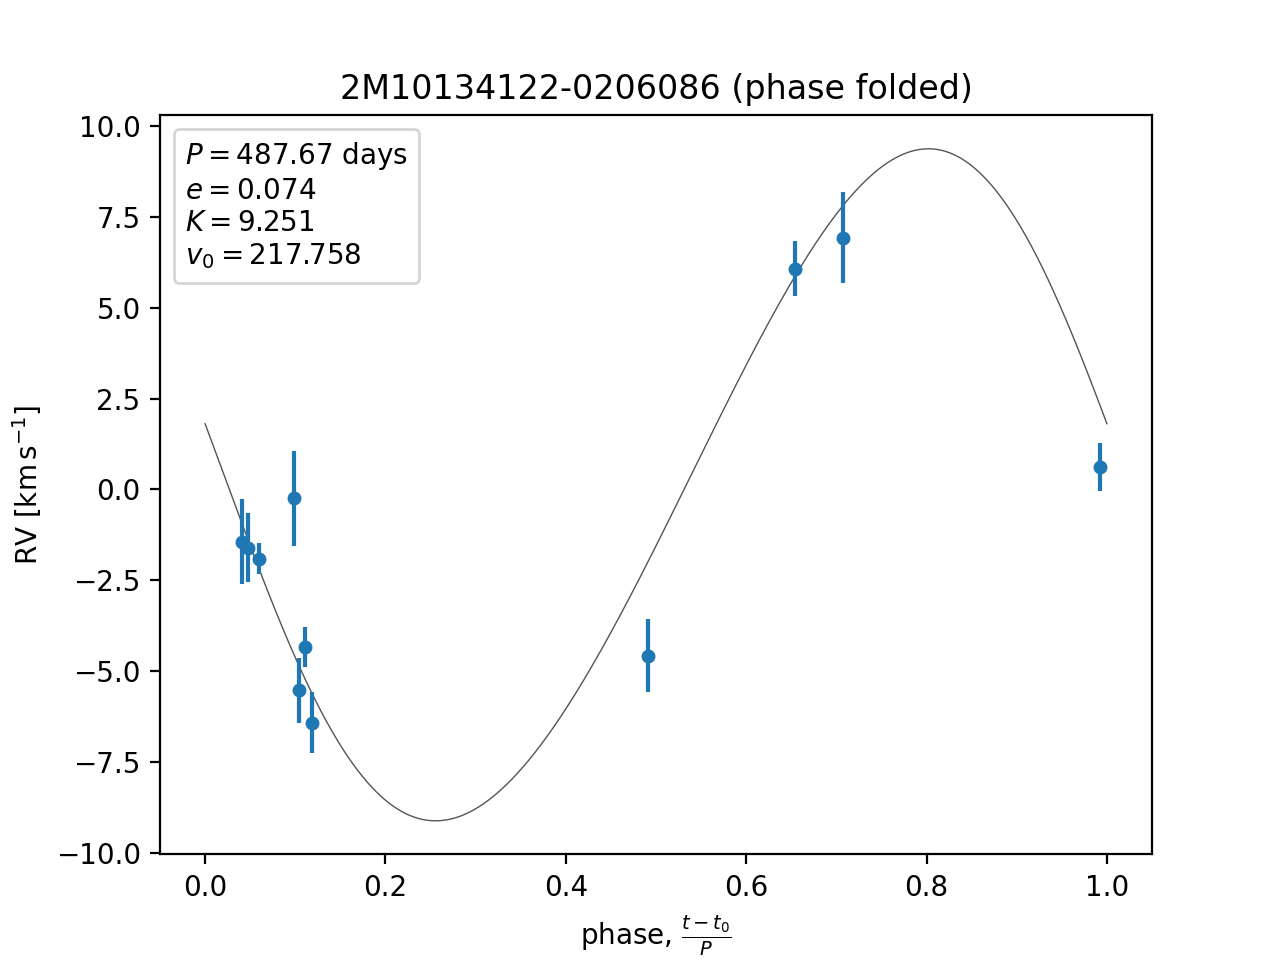 2M10134122-0206086 (phase folded)
P = 487.67 days
e = 0.074
K = 9.251
v₀ = 217.758
10.0
7.5
5.0
2.5
0.0
−2.5
−5.0
−7.5
−10.0
RV [km s⁻¹]
0.0 0.2 0.4 0.6 0.8 1.0
phase, (t − t₀)/P